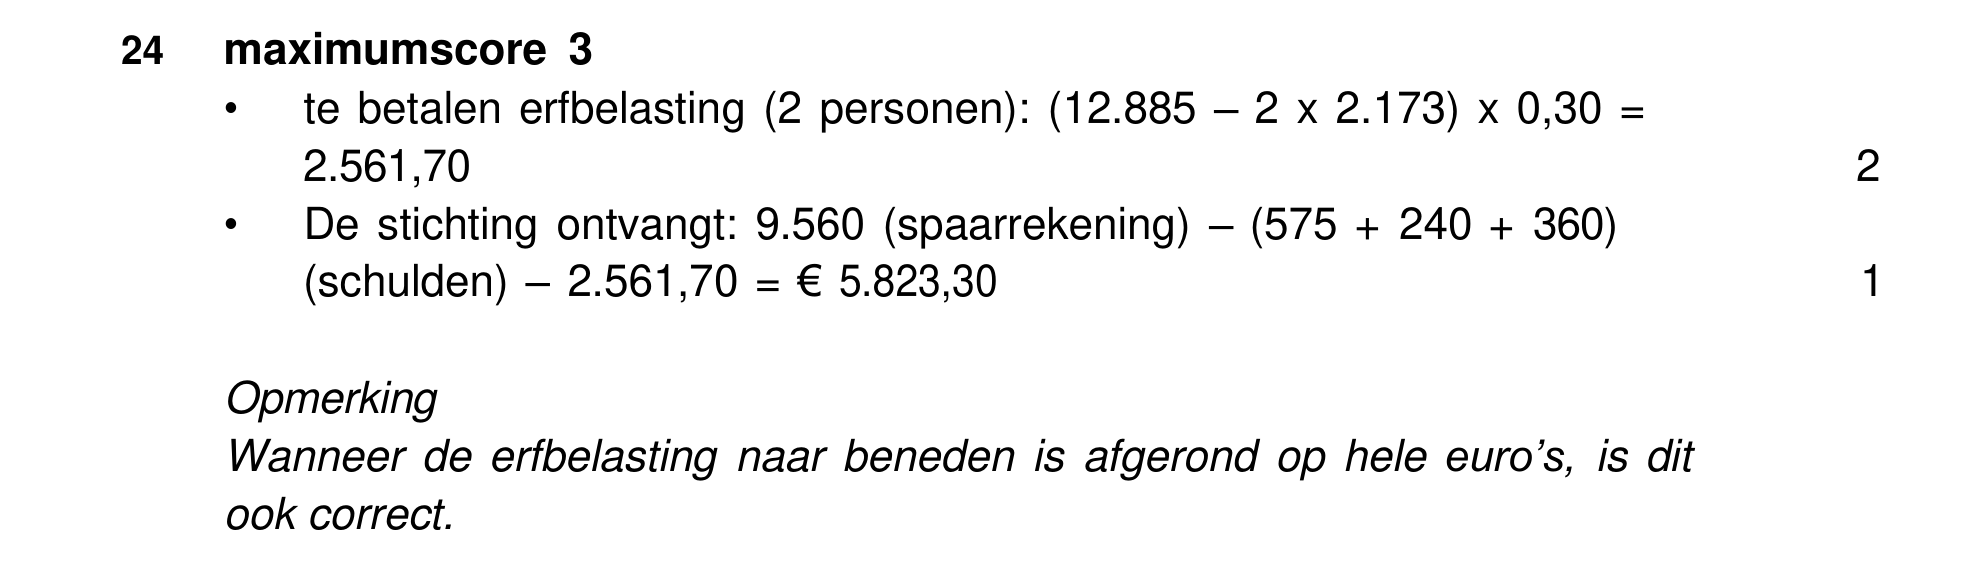 24 maximumscore 3
• te betalen erfbelasting (2 personen): (12.885 – 2 x 2.173) x 0,30 =
2.561,70 2
• De stichting ontvangt: 9.560 (spaarrekening) – (575 + 240 + 360)
(schulden) – 2.561,70 = € 5.823,30 1
Opmerking
Wanneer de erfbelasting naar beneden is afgerond op hele euro’s, is dit
ook correct.